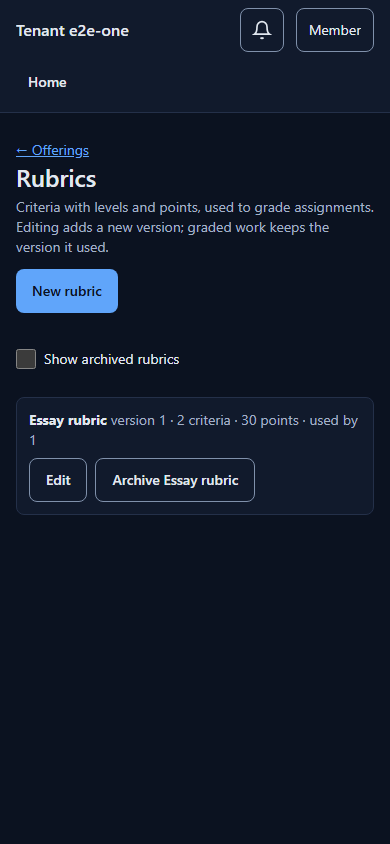 Tenant e2e-one
Member
Home
← Offerings
Rubrics
Criteria with levels and points, used to grade assignments.
Editing adds a new version; graded work keeps the
version it used.
New rubric
Show archived rubrics
Essay rubric version 1 · 2 criteria · 30 points · used by
1
Edit
Archive Essay rubric